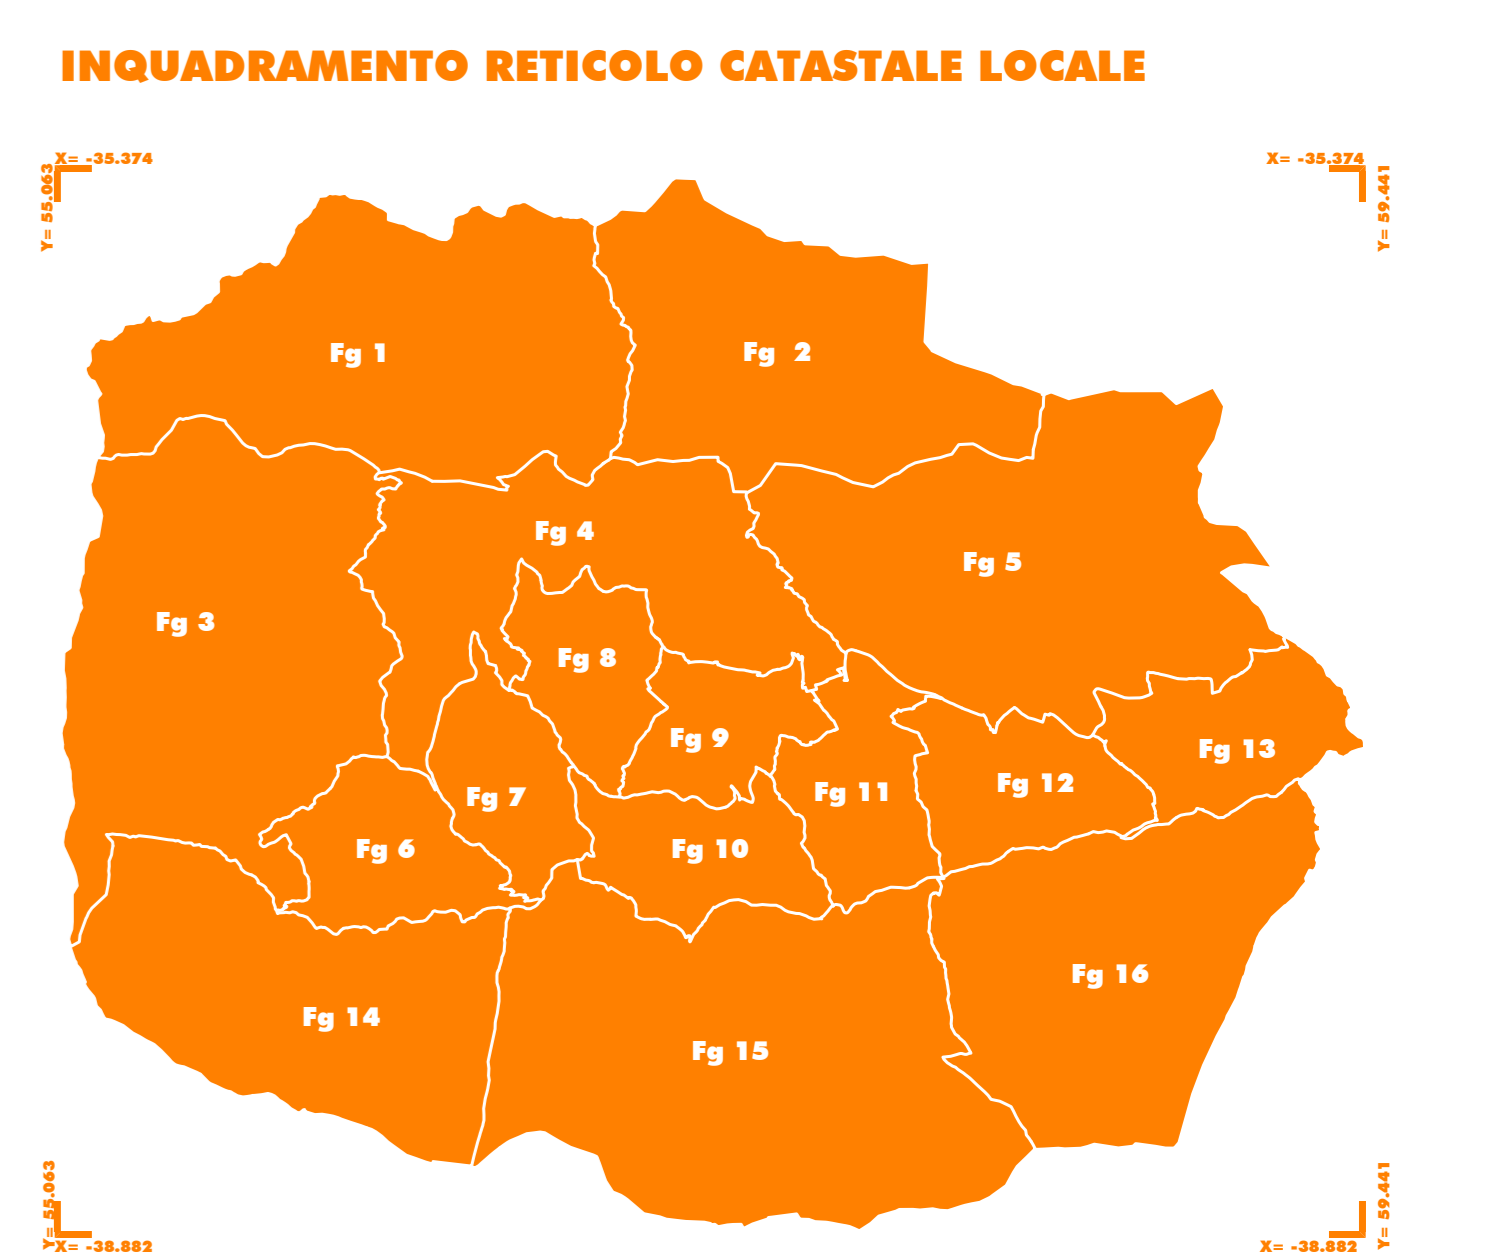 INQUADRAMENTO RETICOLO CATASTALE LOCALE
X= -35.374
X= -35.374
Y= 55.063
Y= 59.441
Fg 1
Fg 2
Fg 4
Fg 5
Fg 3
Fg 8
Fg 9
Fg 13
Fg 12
Fg 11
Fg 7
Fg 6
Fg 10
Fg 16
Fg 14
Fg 15
Y= 55.063
Y= 59.441
X= -38.882
X= -38.882